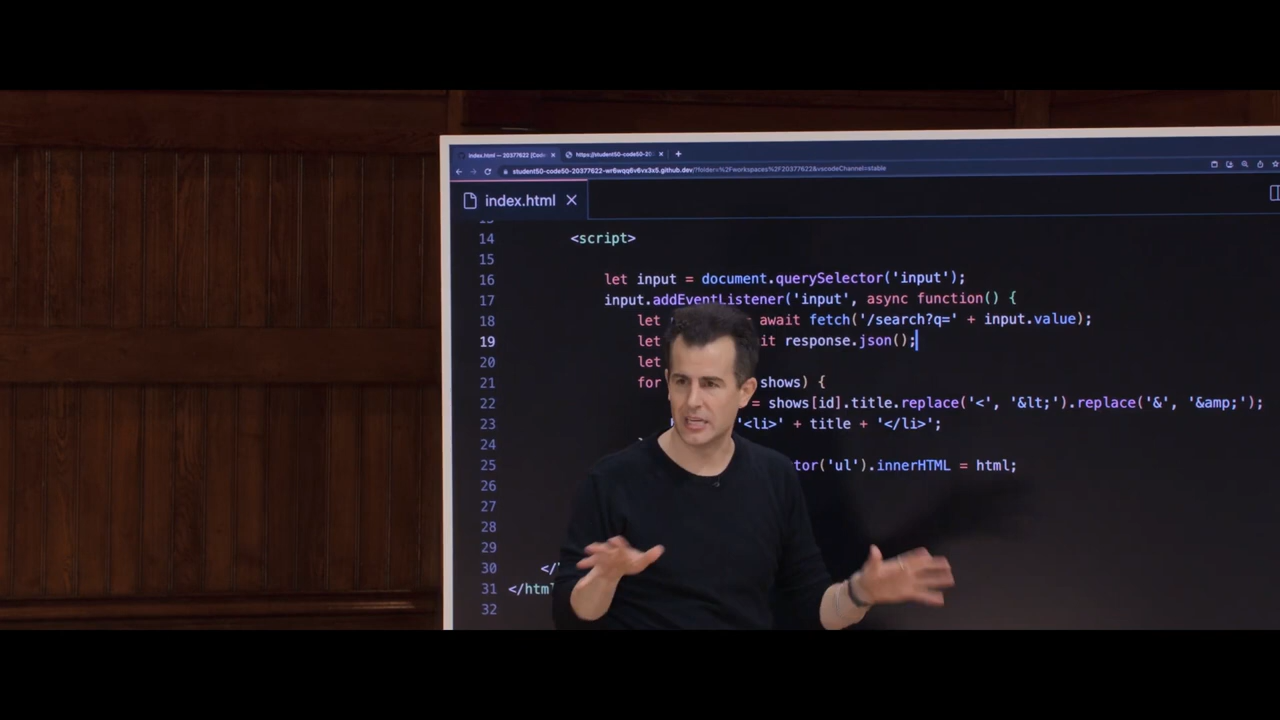 index.html — 20377622 [Code
https://student50-code50-20
student50-code50-20377622-wr6wqq6v6vx3x5.github.dev/?folder=%2Fworkspaces%2F20377622&vscodeChannel=stable
index.html
14 <script>
15
16 let input = document.querySelector('input');
17 input.addEventListener('input', async function() {
18 let await fetch('/search?q=' + input.value);
19 let response.json();
20 let
21 for shows) {
22 = shows[id].title.replace('<', '&lt;').replace('&', '&amp;');
23 '<li>' + title + '</li>';
24
25 'ul').innerHTML = html;
26
27
28
29
30 </
31 </html
32